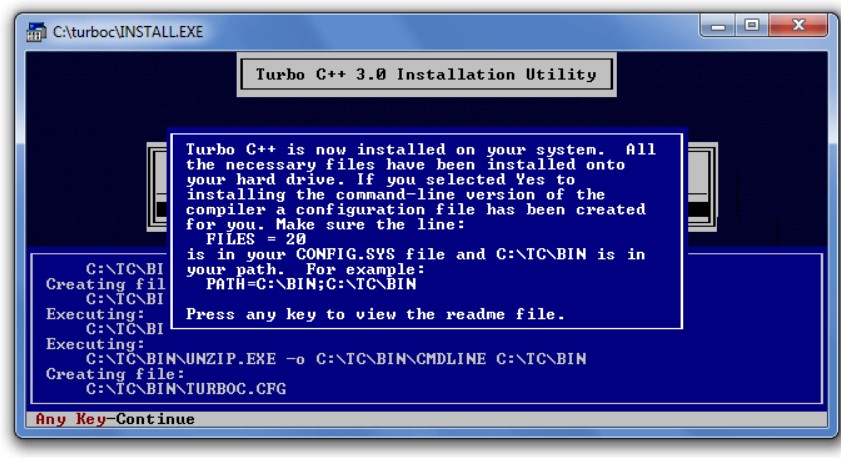 C:\turboc\INSTALL.EXE
Turbo C++ 3.0 Installation Utility
Turbo C++ is now installed on your system. All
the necessary files have been installed onto
your hard drive. If you selected Yes to
installing the command-line version of the
compiler a configuration file has been created
for you. Make sure the line:
FILES = 20
is in your CONFIG.SYS file and C:\TC\BIN is in
your path. For example:
PATH=C:\BIN;C:\TC\BIN
Press any key to view the readme file.
C:\TC\BI
Creating fil
C:\TC\BI
Executing:
C:\TC\BI
Executing:
C:\TC\BIN\UNZIP.EXE -o C:\TC\BIN\CMDLINE C:\TC\BIN
Creating file:
C:\TC\BIN\TURBOC.CFG
Any Key-Continue